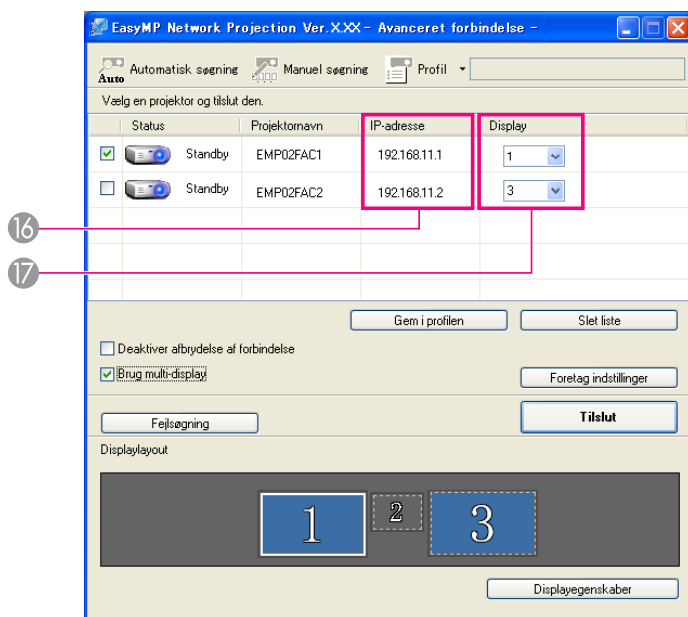 EasyMP Network Projection Ver.X.XX - Avanceret forbindelse -
Auto Automatisk søgning Manuel søgning Profil
Vælg en projektor og tilslut den.
Status Projektornavn IP-adresse Display
Standby EMP02FAC1 192.168.11.1 1
Standby EMP02FAC2 192.168.11.2 3
16
17
Gem i profilen Slet liste
Deaktiver afbrydelse af forbindelse
Brug multi-display
Foretag indstillinger
Fejlsøgning Tilslut
Displaylayout
1 2 3
Displayegenskaber